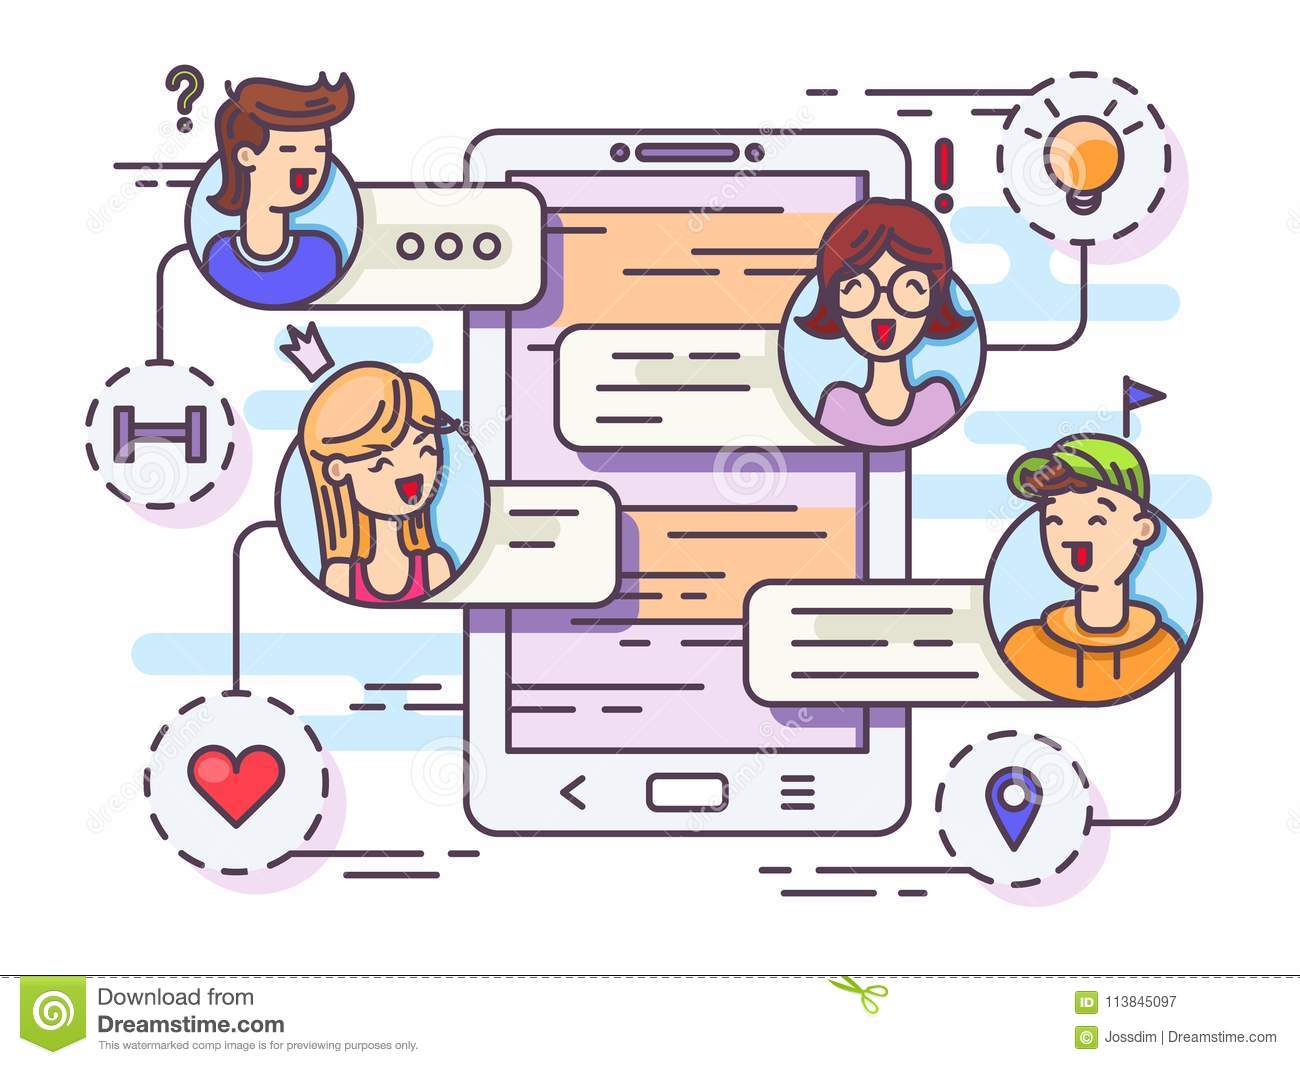 Download from
Dreamstime.com
This watermarked comp image is for previewing purposes only.
ID 113845097
© Jossdim | Dreamstime.com